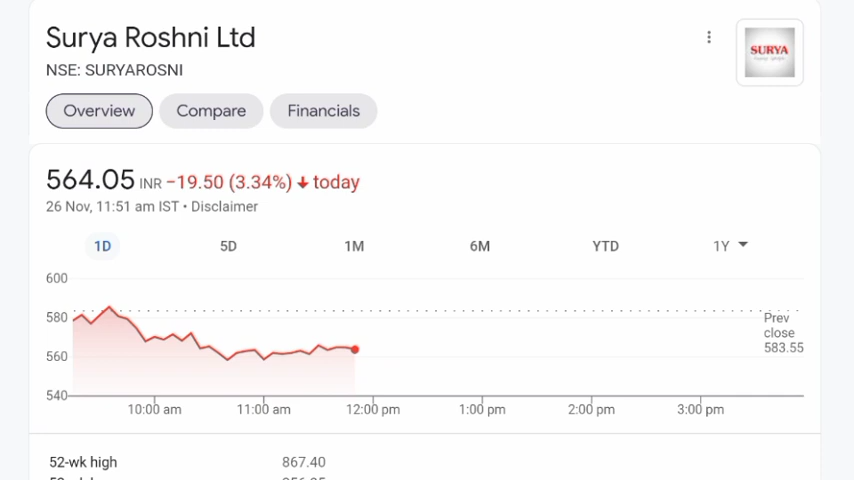 Surya Roshni Ltd
NSE: SURYAROSNI
SURYA
Overview Compare Financials
564.05 INR −19.50 (3.34%) ↓ today
26 Nov, 11:51 am IST • Disclaimer
1D 5D 1M 6M YTD 1Y
600
580
560
540
Prev
close
583.55
10:00 am 11:00 am 12:00 pm 1:00 pm 2:00 pm 3:00 pm
52-wk high 867.40